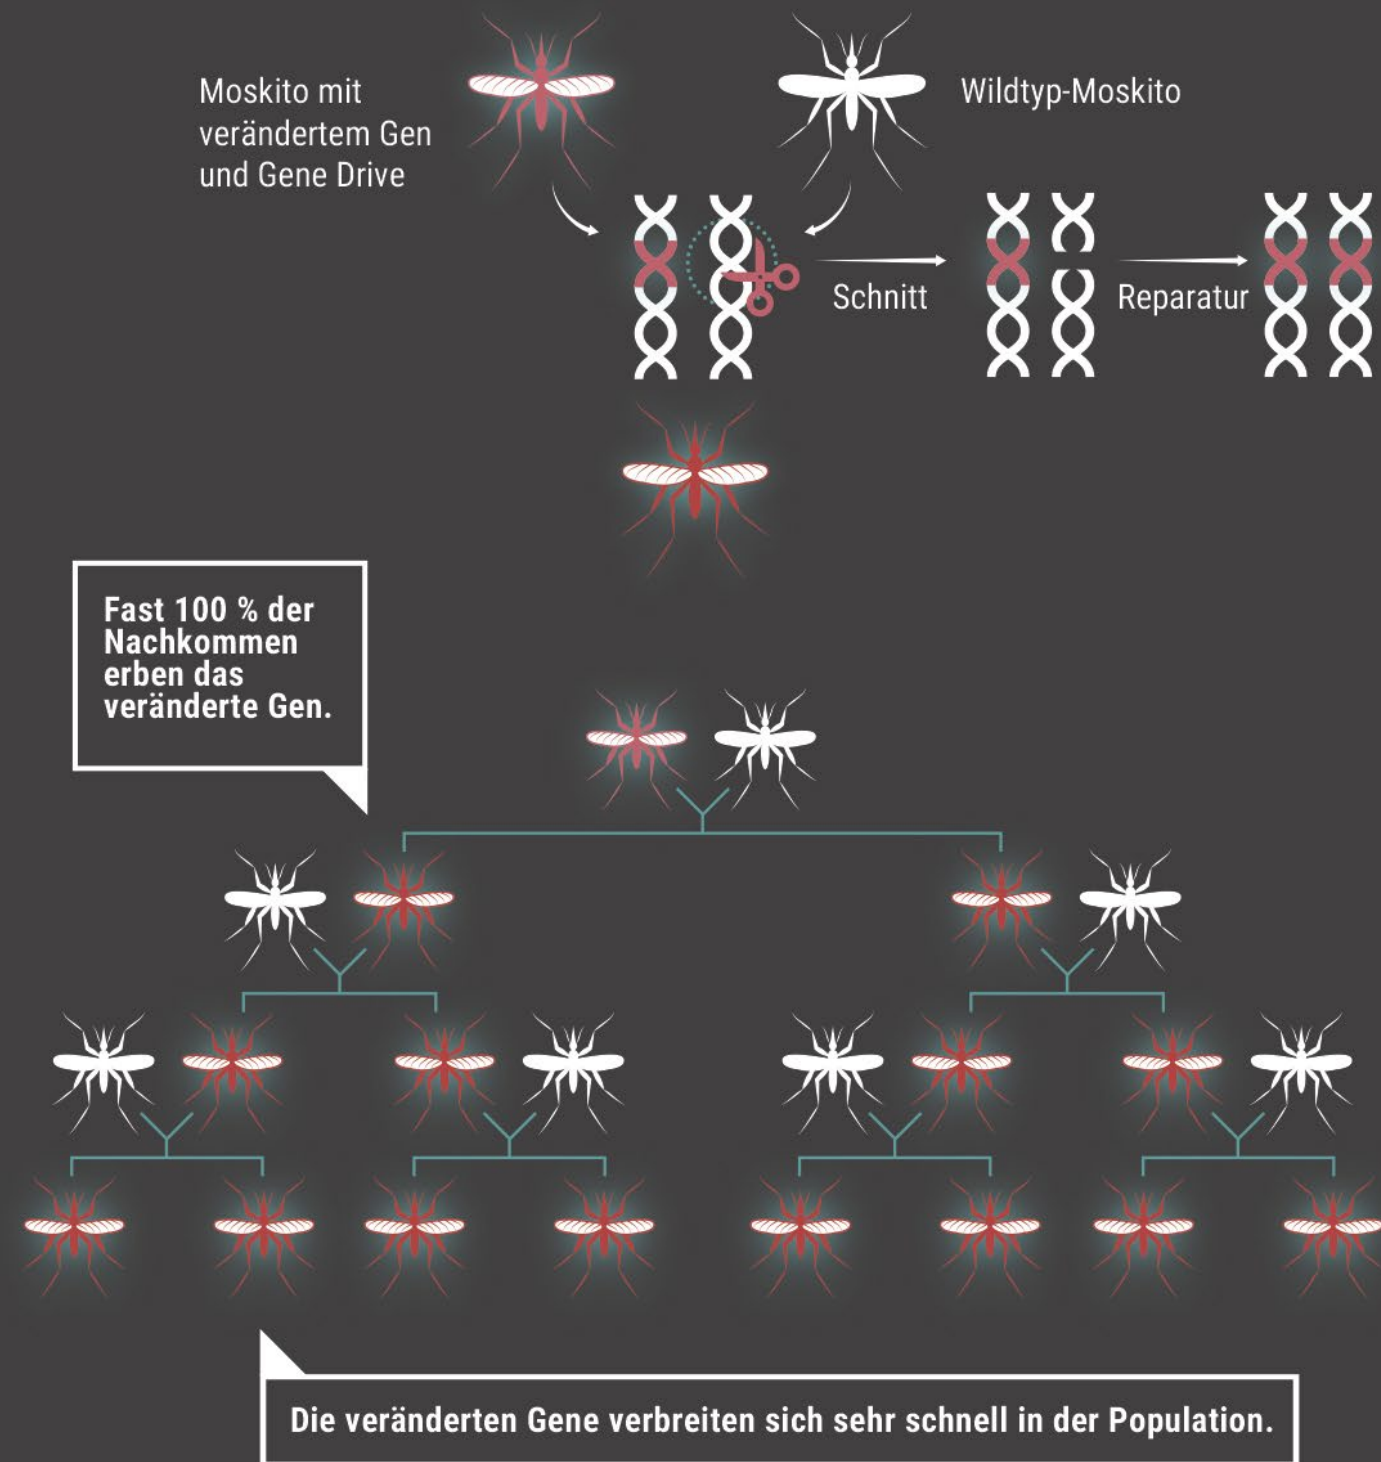 Moskito mit
verändertem Gen
und Gene Drive
Wildtyp-Moskito
Schnitt
Reparatur
Fast 100 % der
Nachkommen
erben das
veränderte Gen.
Die veränderten Gene verbreiten sich sehr schnell in der Population.